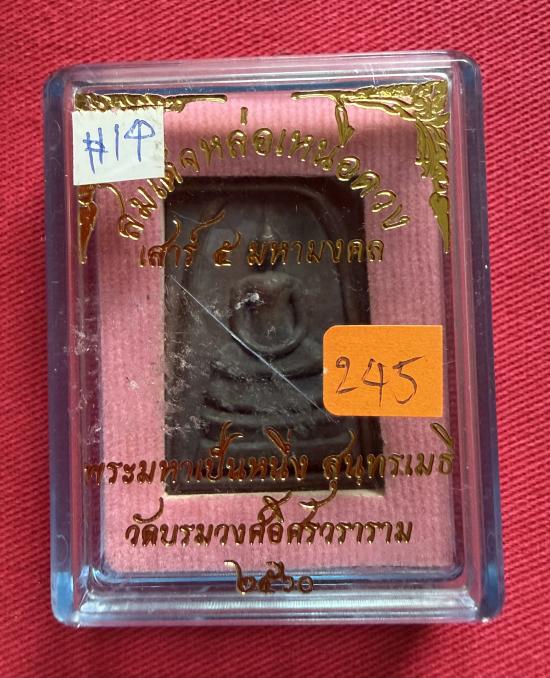 #19
สมเด็จหล่อเหนือดวง
เสาร์ ๕ มหามงคล
245
พระมหาเป็นหนึ่ง สุนฺทรเมธี
วัดบรมวงศ์อิศรวราราม
๒๕๖๐